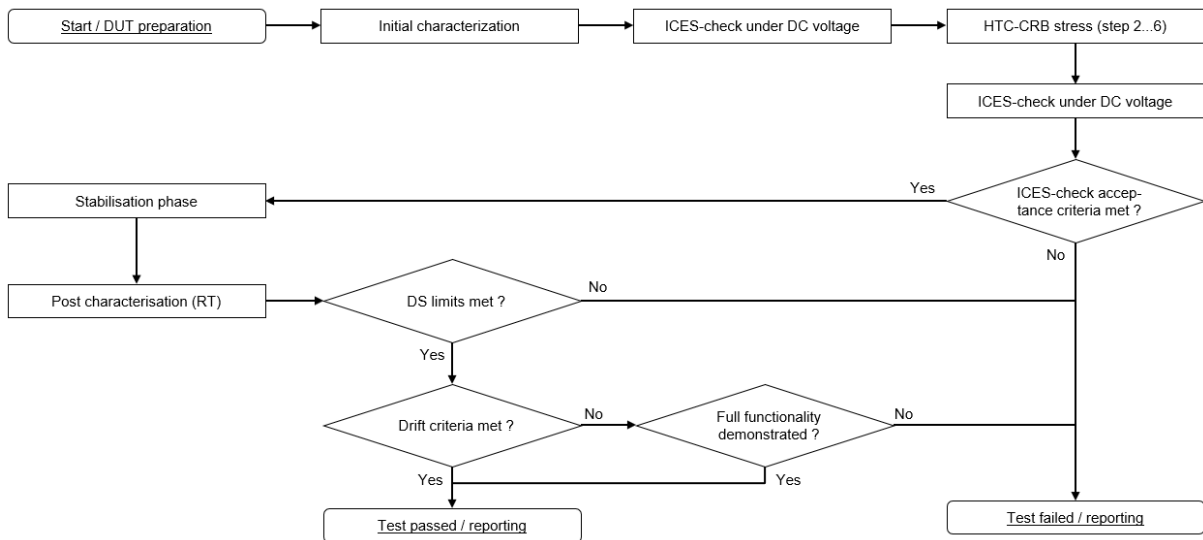 Start / DUT preparation
Initial characterization
ICES-check under DC voltage
HTC-CRB stress (step 2...6)
ICES-check under DC voltage
Yes
ICES-check accep-
tance criteria met ?
Stabilisation phase
No
Post characterisation (RT)
DS limits met ?
No
Yes
Drift criteria met ?
No
Full functionality
demonstrated ?
No
Yes
Yes
Test passed / reporting
Test failed / reporting